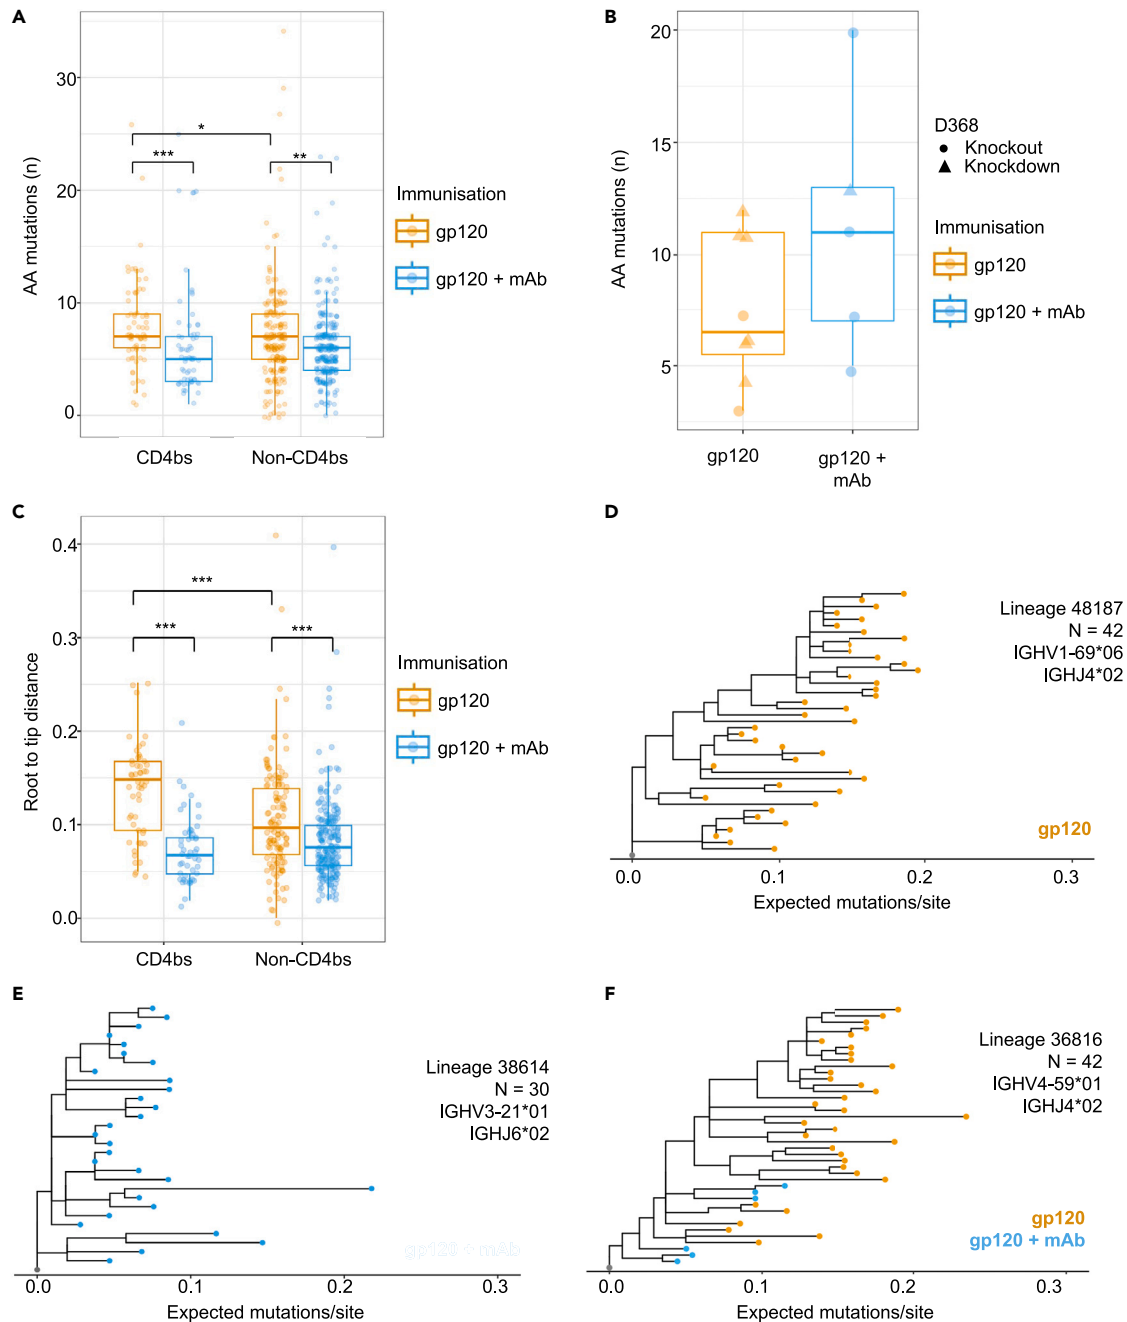 A
AA mutations (n)
30
20
10
0
*
***
**
CD4bs
Non-CD4bs
Immunisation
gp120
gp120 + mAb
B
AA mutations (n)
20
15
10
5
gp120
gp120 +
mAb
D368
Knockout
Knockdown
Immunisation
gp120
gp120 + mAb
C
Root to tip distance
0.4
0.3
0.2
0.1
0.0
***
***
***
CD4bs
Non-CD4bs
Immunisation
gp120
gp120 + mAb
D
Lineage 48187
N = 42
IGHV1-69*06
IGHJ4*02
gp120
0.0
0.1
0.2
0.3
Expected mutations/site
E
Lineage 38614
N = 30
IGHV3-21*01
IGHJ6*02
gp120 + mAb
0.0
0.1
0.2
0.3
Expected mutations/site
F
Lineage 36816
N = 42
IGHV4-59*01
IGHJ4*02
gp120
gp120 + mAb
0.0
0.1
0.2
0.3
Expected mutations/site